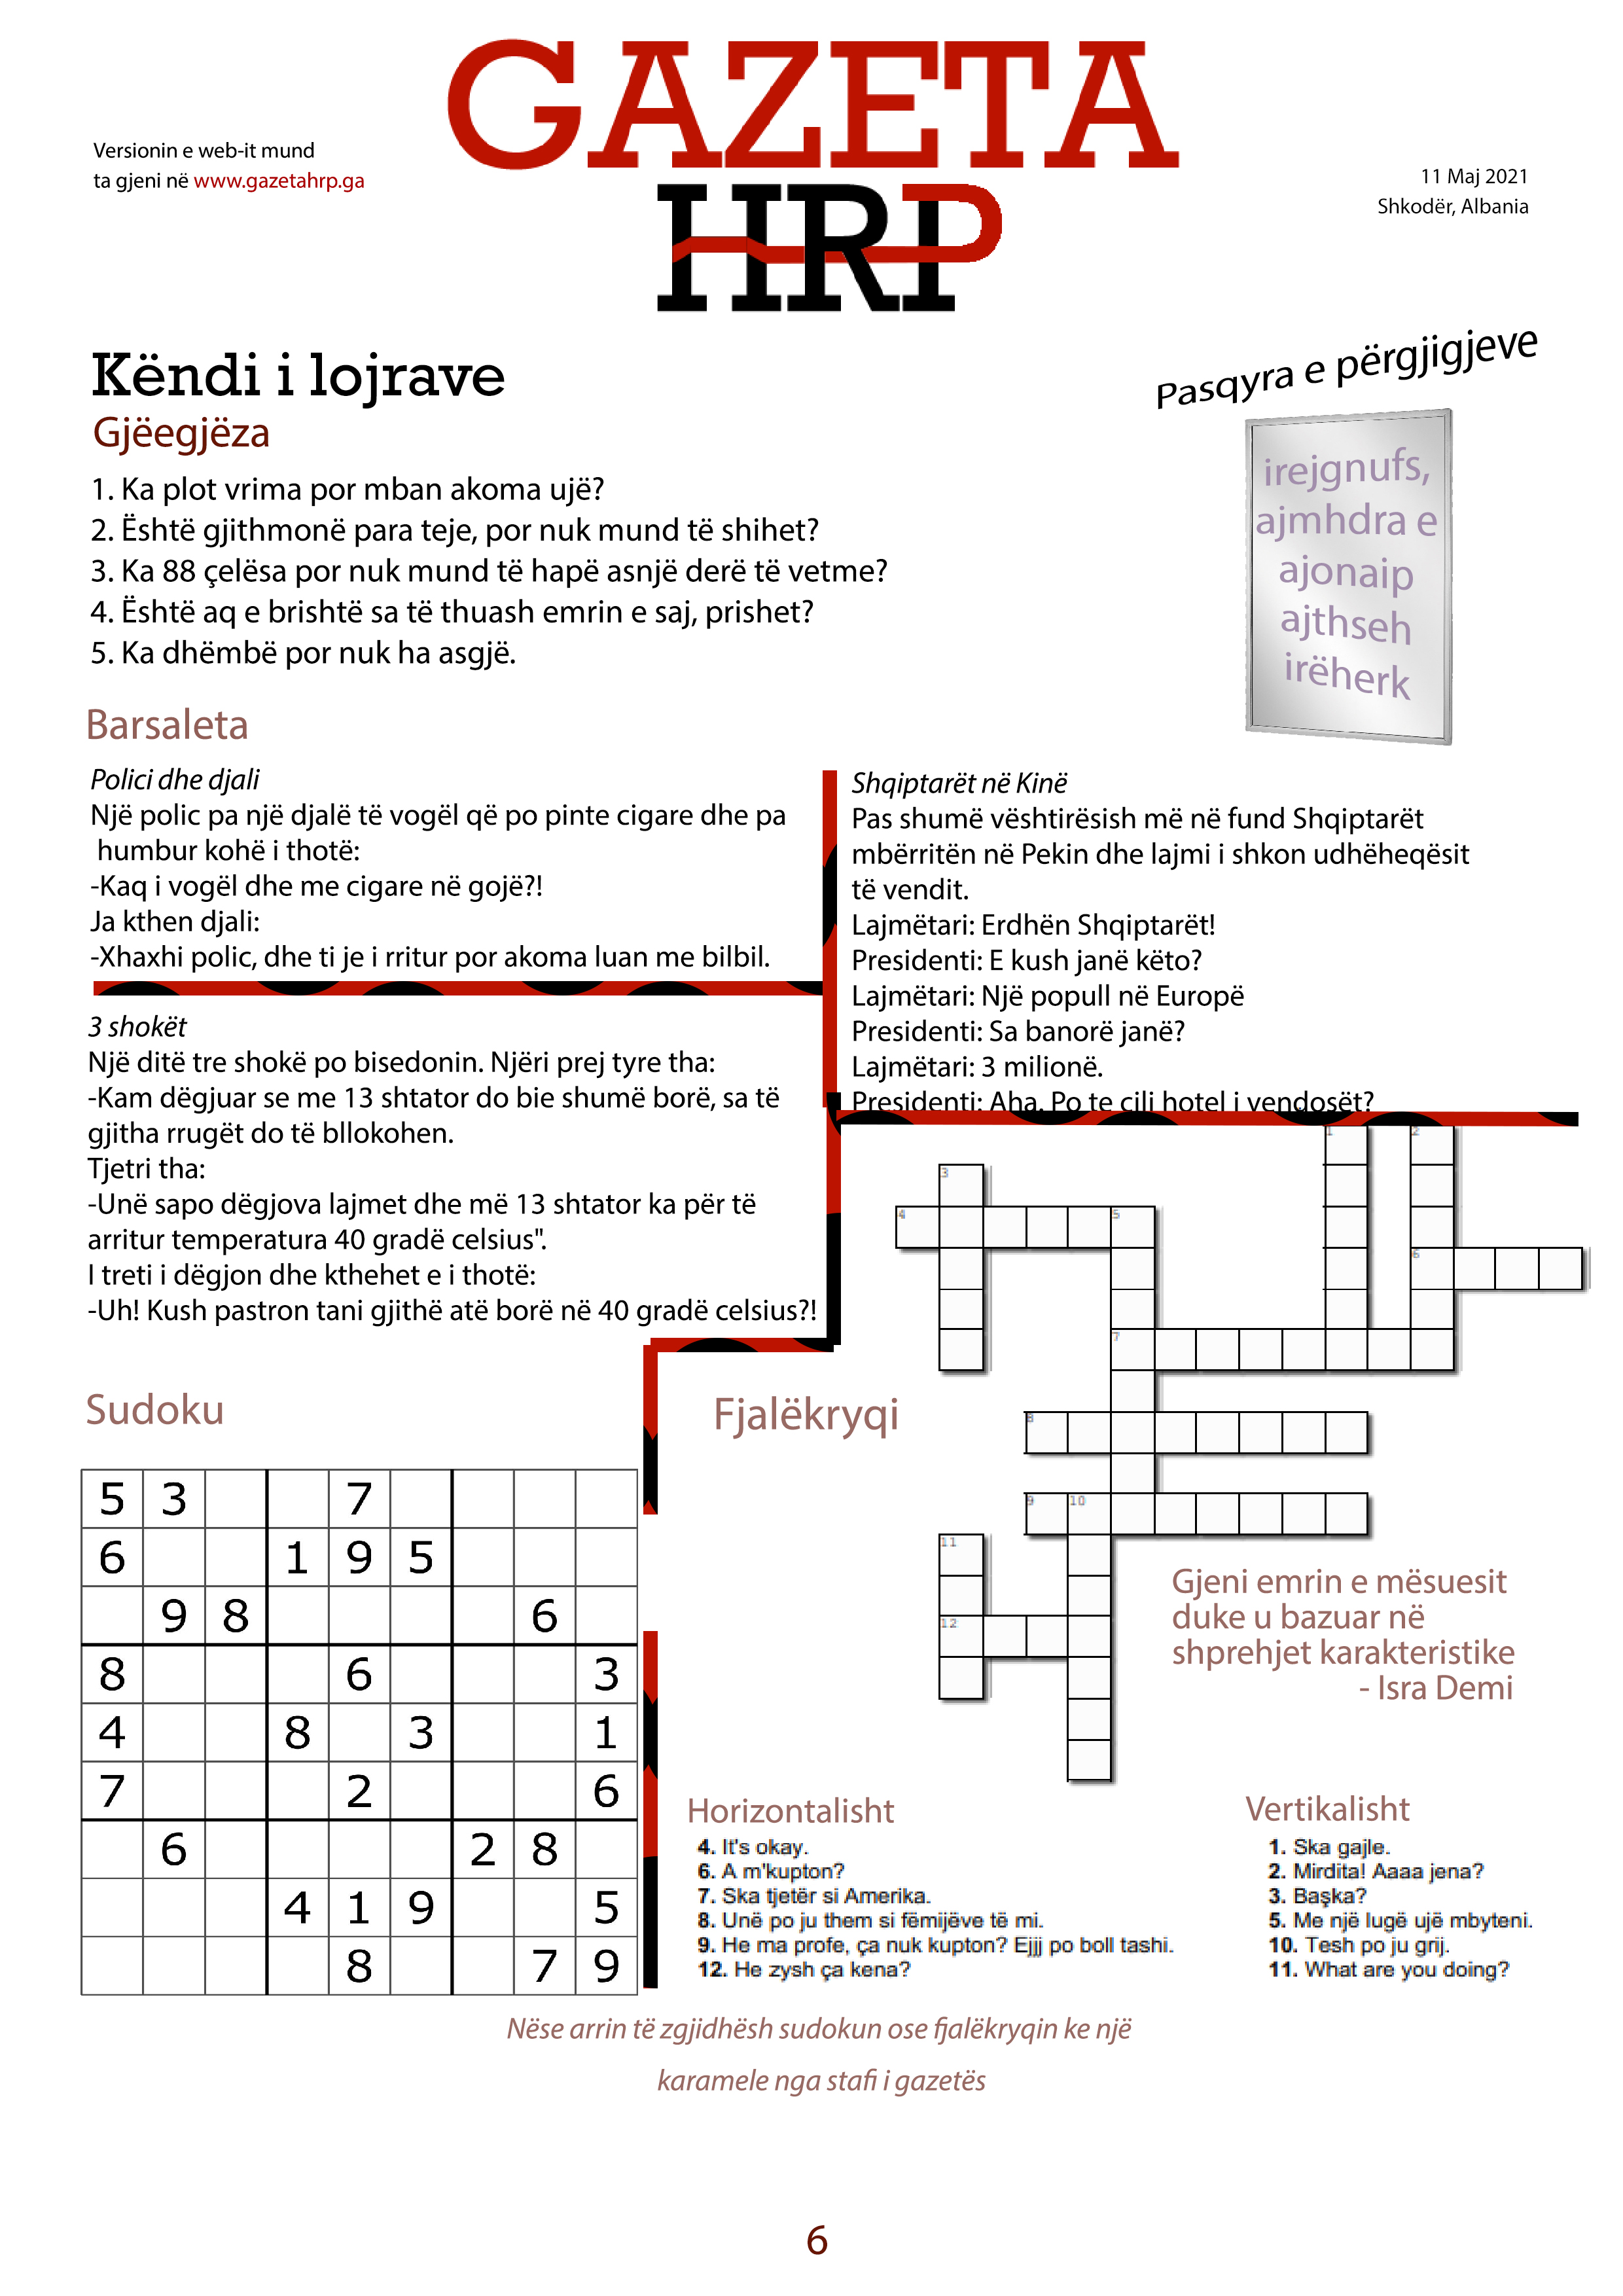 GAZETA
HRP
Versionin e web-it mund
ta gjeni në www.gazetahrp.ga
11 Maj 2021
Shkodër, Albania
Këndi i lojrave
Gjëegjëza
1. Ka plot vrima por mban akoma ujë?
2. Është gjithmonë para teje, por nuk mund të shihet?
3. Ka 88 çelësa por nuk mund të hapë asnjë derë të vetme?
4. Është aq e brishtë sa të thuash emrin e saj, prishet?
5. Ka dhëmbë por nuk ha asgjë.
Pasqyra e përgjigjeve
irejgnufs,
ajmhdra e
ajonaip
ajthseh
irëherk
Barsaleta
Polici dhe djali
Një polic pa një djalë të vogël që po pinte cigare dhe pa
humbur kohë i thotë:
-Kaq i vogël dhe me cigare në gojë?!
Ja kthen djali:
-Xhaxhi polic, dhe ti je i rritur por akoma luan me bilbil.
3 shokët
Një ditë tre shokë po bisedonin. Njëri prej tyre tha:
-Kam dëgjuar se me 13 shtator do bie shumë borë, sa të
gjitha rrugët do të bllokohen.
Tjetri tha:
-Unë sapo dëgjova lajmet dhe më 13 shtator ka për të
arritur temperatura 40 gradë celsius".
I treti i dëgjon dhe kthehet e i thotë:
-Uh! Kush pastron tani gjithë atë borë në 40 gradë celsius?!
Shqiptarët në Kinë
Pas shumë vështirësish më në fund Shqiptarët
mbërritën në Pekin dhe lajmi i shkon udhëheqësit
të vendit.
Lajmëtari: Erdhën Shqiptarët!
Presidenti: E kush janë këto?
Lajmëtari: Një popull në Europë
Presidenti: Sa banorë janë?
Lajmëtari: 3 milionë.
Presidenti: Aha. Po te cili hotel i vendosët?
Sudoku
5 3 7
6 1 9 5
9 8 6
8 6 3
4 8 3 1
7 2 6
6 2 8
4 1 9 5
8 7 9
Fjalëkryqi
1 2
3
4 5
6
7
8
9 10
11
12
Gjeni emrin e mësuesit
duke u bazuar në
shprehjet karakteristike
- Isra Demi
Horizontalisht
4. It's okay.
6. A m'kupton?
7. Ska tjetër si Amerika.
8. Unë po ju them si fëmijëve të mi.
9. He ma profe, ça nuk kupton? Ejjj po boll tashi.
12. He zysh ça kena?
Vertikalisht
1. Ska gajle.
2. Mirdita! Aaaa jena?
3. Başka?
5. Me një lugë ujë mbyteni.
10. Tesh po ju grij.
11. What are you doing?
Nëse arrin të zgjidhësh sudokun ose fjalëkryqin ke një
karamele nga stafi i gazetës
6